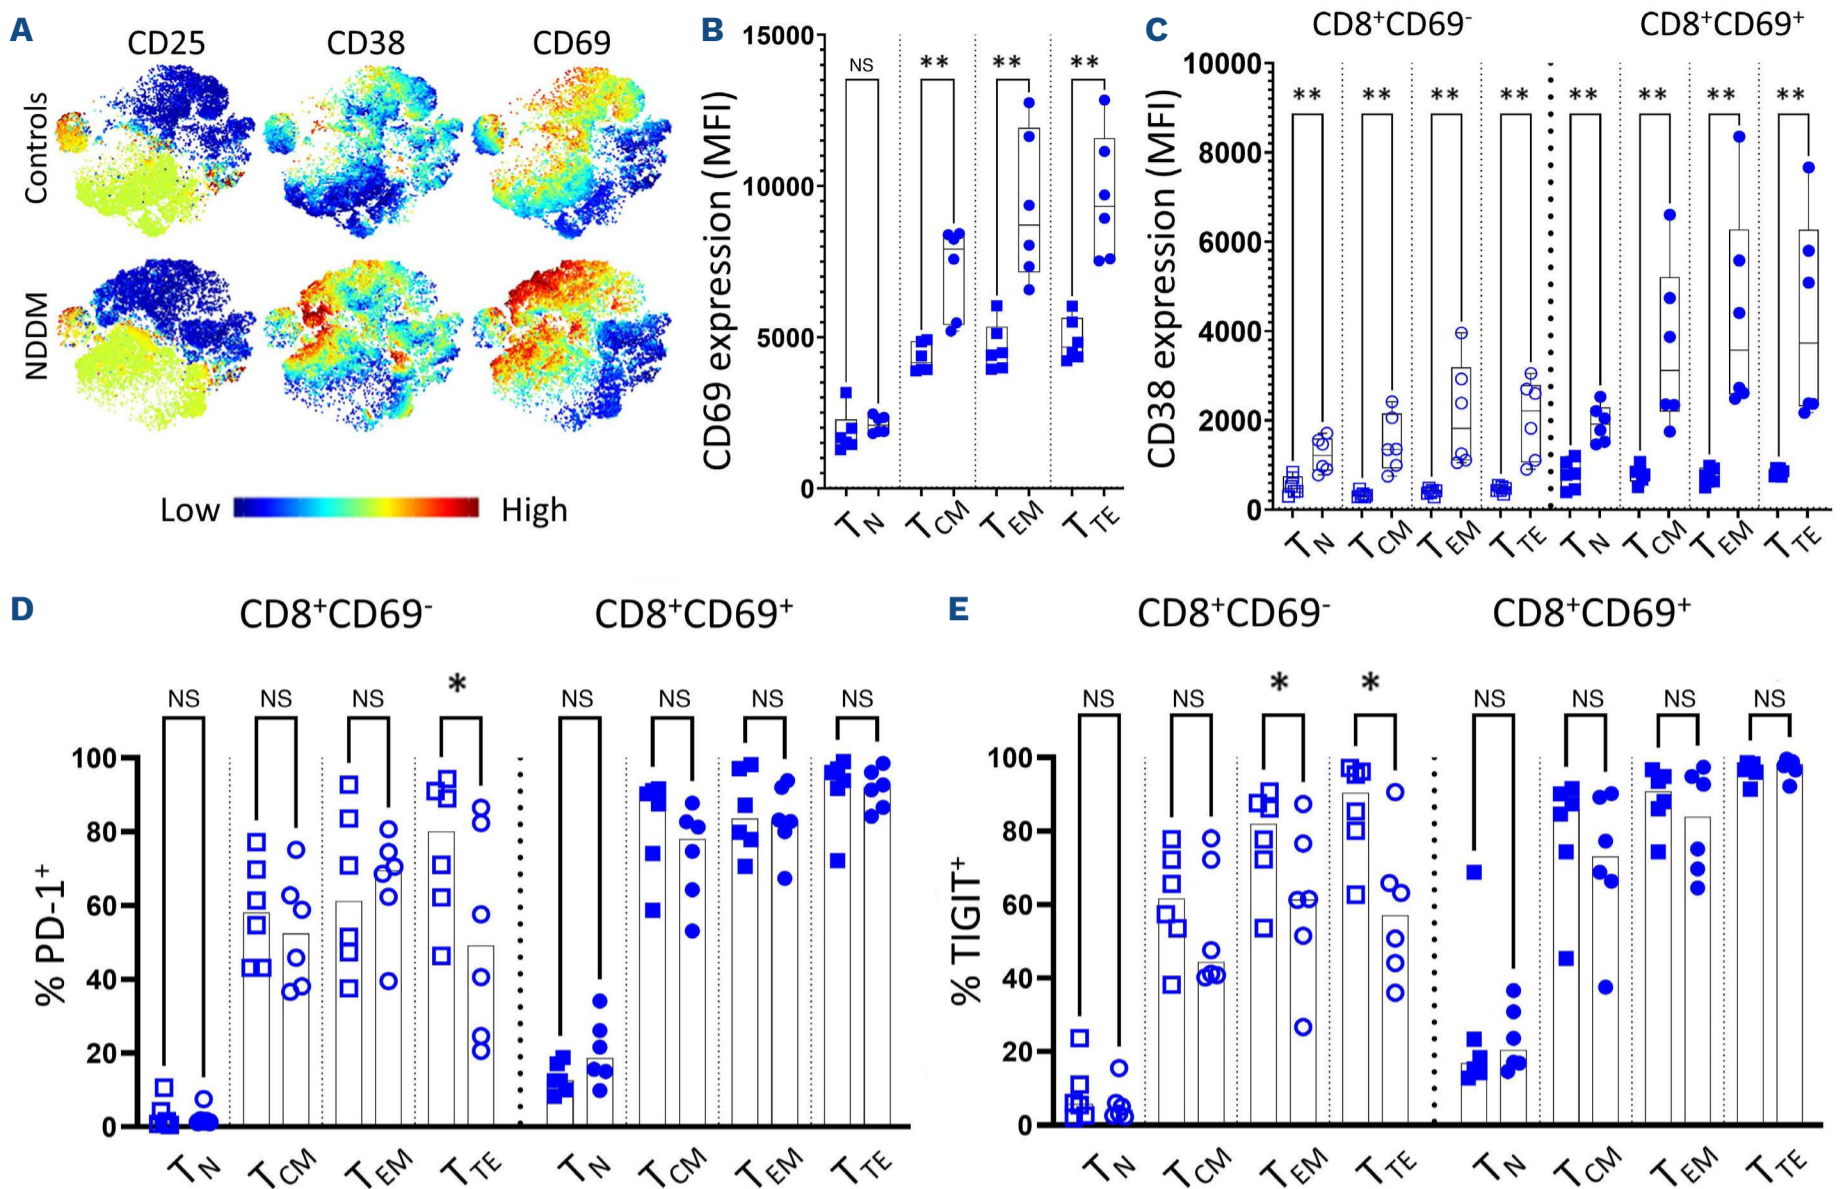 A
CD25 CD38 CD69
Controls
NDDM
Low High
B
CD69 expression (MFI)
15000
10000
5000
0
NS ** ** **
TN TCM TEM TTE
C
CD8+CD69- CD8+CD69+
CD38 expression (MFI)
10000
8000
6000
4000
2000
0
** ** ** ** ** ** ** **
TN TCM TEM TTE TN TCM TEM TTE
D
CD8+CD69- CD8+CD69+
% PD-1+
NS NS NS * NS NS NS NS
100
80
60
40
20
0
TN TCM TEM TTE TN TCM TEM TTE
E
CD8+CD69- CD8+CD69+
% TIGIT+
NS NS * * NS NS NS NS
100
80
60
40
20
0
TN TCM TEM TTE TN TCM TEM TTE